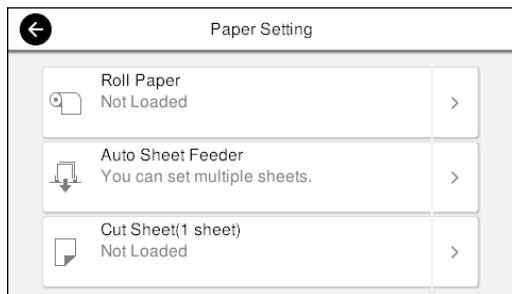 Paper Setting
Roll Paper
Not Loaded
Auto Sheet Feeder
You can set multiple sheets.
Cut Sheet(1 sheet)
Not Loaded